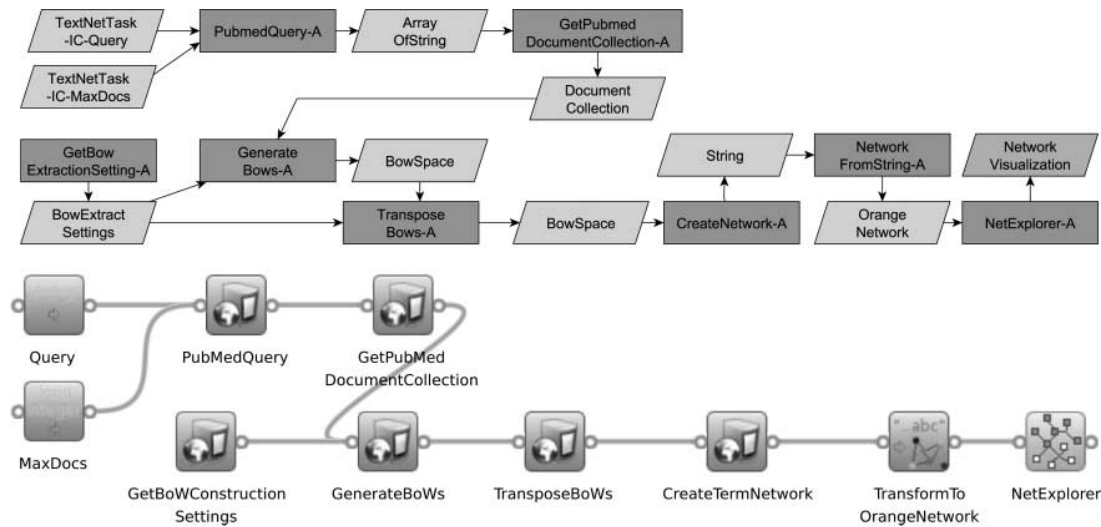 TextNetTask
-IC-Query
PubmedQuery-A
Array
OfString
GetPubmed
DocumentCollection-A
TextNetTask
-IC-MaxDocs
Document
Collection
GetBow
ExtractionSetting-A
Generate
Bows-A
BowSpace
String
Network
FromString-A
Network
Visualization
BowExtract
Settings
Transpose
Bows-A
BowSpace
CreateNetwork-A
Orange
Network
NetExplorer-A
Query
PubMedQuery
GetPubMed
DocumentCollection
MaxDocs
"abc"
GetBoWConstruction
Settings
GenerateBoWs
TransposeBoWs
CreateTermNetwork
TransformTo
OrangeNetwork
NetExplorer